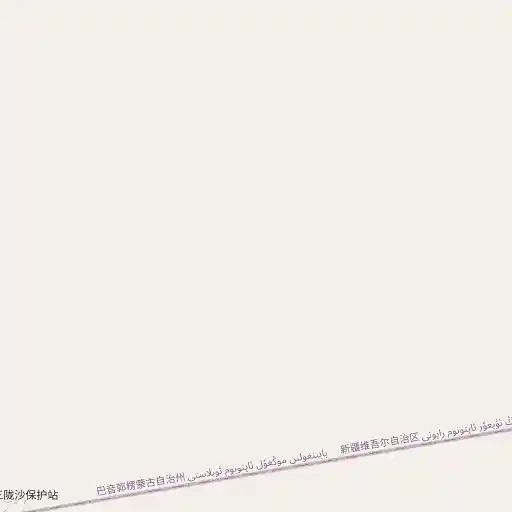 新疆维吾尔自治区 ئۇيغۇر ئاپتونوم رايونى
巴音郭楞蒙古自治州 بايىنغولىن موڭغۇل ئاپتونوم ئوبلاستى
陇沙保护站